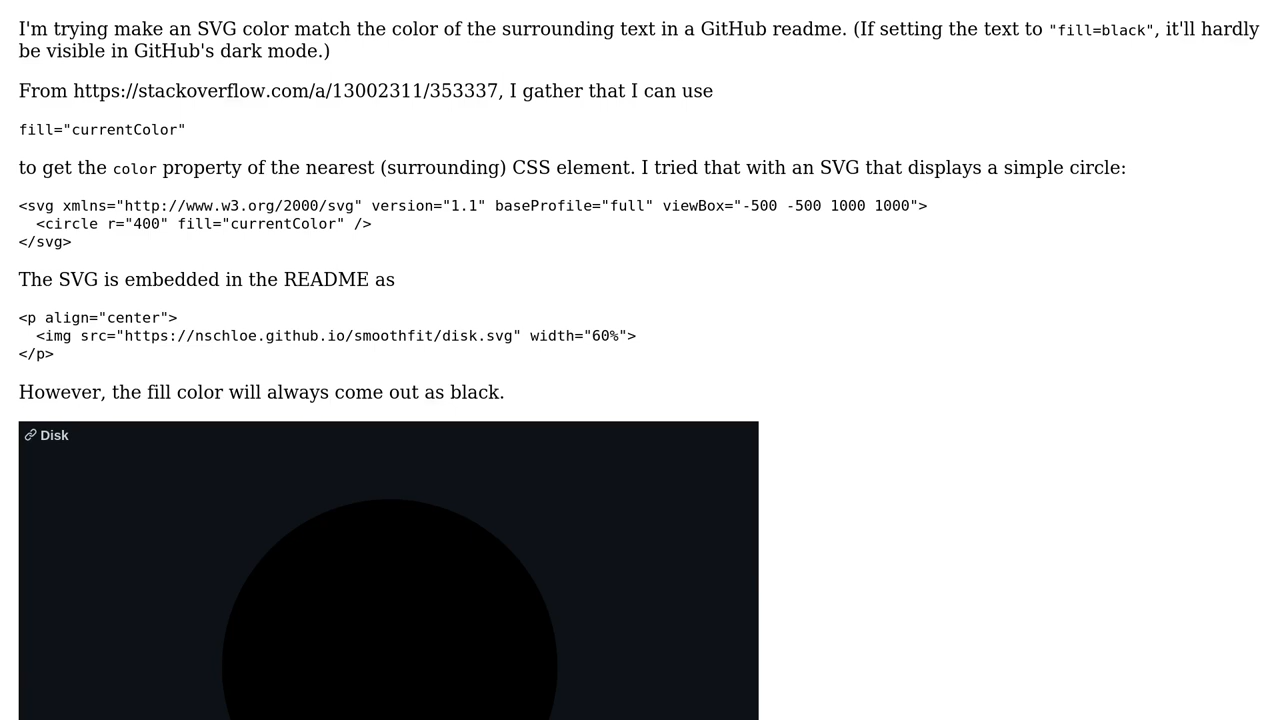 I'm trying make an SVG color match the color of the surrounding text in a GitHub readme. (If setting the text to "fill=black", it'll hardly
be visible in GitHub's dark mode.)
From https://stackoverflow.com/a/13002311/353337, I gather that I can use
fill="currentColor"
to get the color property of the nearest (surrounding) CSS element. I tried that with an SVG that displays a simple circle:
<svg xmlns="http://www.w3.org/2000/svg" version="1.1" baseProfile="full" viewBox="-500 -500 1000 1000">
  <circle r="400" fill="currentColor" />
</svg>
The SVG is embedded in the README as
<p align="center">
  <img src="https://nschloe.github.io/smoothfit/disk.svg" width="60%">
</p>
However, the fill color will always come out as black.
Disk